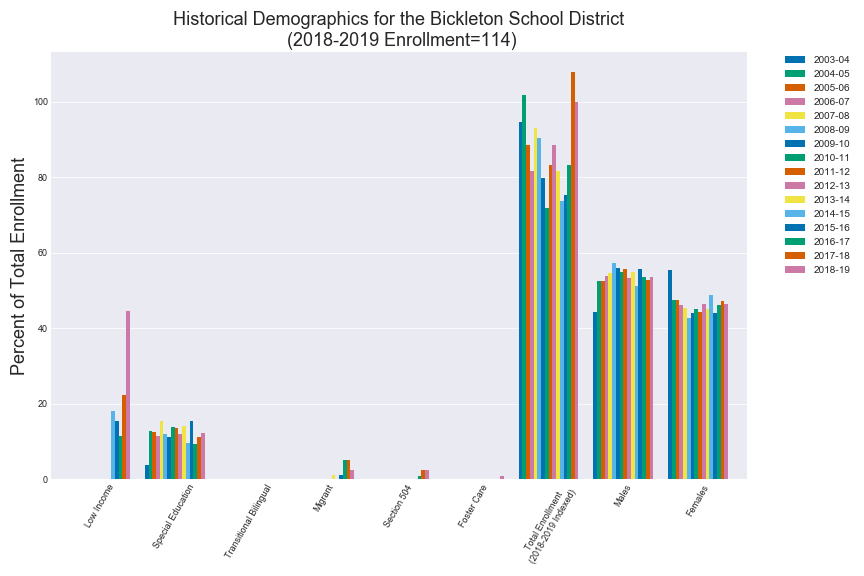 Historical Demographics for the Bickleton School District
(2018-2019 Enrollment=114)
Percent of Total Enrollment
100
80
60
40
20
0
Low Income
Special Education
Transitional Bilingual
Migrant
Section 504
Foster Care
Total Enrollment
(2018-2019 Indexed)
Males
Females
2003-04
2004-05
2005-06
2006-07
2007-08
2008-09
2009-10
2010-11
2011-12
2012-13
2013-14
2014-15
2015-16
2016-17
2017-18
2018-19